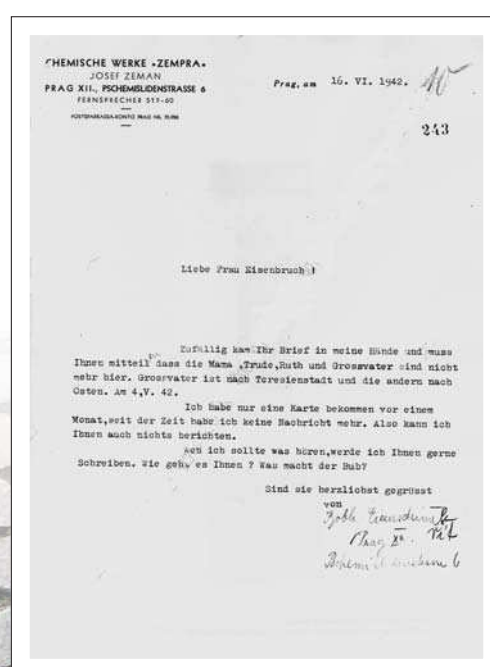 CHEMISCHE WERKE «ZEMPRA»
JOSEF ZEMAN
PRAG XII., PSCHEMISLIDENSTRASSE 6
FERNSPRECHER 517-60
Prag, am 16. VI. 1942.
243
Liebe Frau Eisenbruch !
Zufällig kam Ihr Brief in meine Hände und muss
Ihnen mitteil dass die Mama ,Trude,Ruth und Grossvater sind nicht
mehr hier. Grossvater ist nach Teresienstadt und die andern nach
Osten. Am 4,V. 42.
Ich habe nur eine Karte bekommen vor einem
Monat,seit der Zeit habe ich keine Nachricht mehr. Also kann ich
Ihnen auch nichts berichten.
ich sollte was hören,werde ich Ihnen gerne
Schreiben. Wie geht es Ihnen ? Was macht der Bub?
Sind sie herzlichst gegrüsst
von
Prag
6